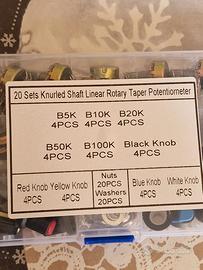 20 Sets Knurled Shaft Linear Rotary Taper Potentiometer
B5K B10K B20K
4PCS 4PCS 4PCS
B50K B100K Black Knob
4PCS 4PCS 4PCS
Red Knob Yellow Knob
4PCS 4PCS
Nuts
20PCS
Washers
20PCS
Blue Knob White Knob
4PCS 4PCS